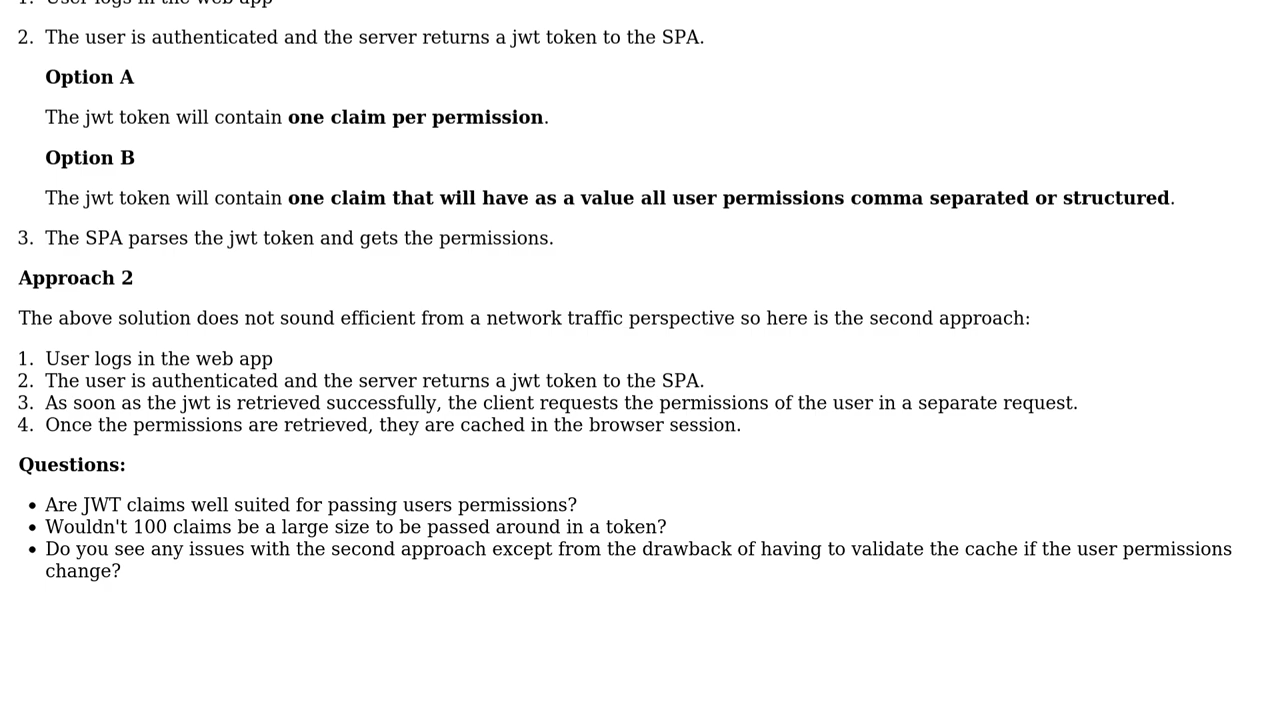 1. User logs in the web app
2. The user is authenticated and the server returns a jwt token to the SPA.
Option A
The jwt token will contain one claim per permission.
Option B
The jwt token will contain one claim that will have as a value all user permissions comma separated or structured.
3. The SPA parses the jwt token and gets the permissions.
Approach 2
The above solution does not sound efficient from a network traffic perspective so here is the second approach:
1. User logs in the web app
2. The user is authenticated and the server returns a jwt token to the SPA.
3. As soon as the jwt is retrieved successfully, the client requests the permissions of the user in a separate request.
4. Once the permissions are retrieved, they are cached in the browser session.
Questions:
• Are JWT claims well suited for passing users permissions?
• Wouldn't 100 claims be a large size to be passed around in a token?
• Do you see any issues with the second approach except from the drawback of having to validate the cache if the user permissions
change?